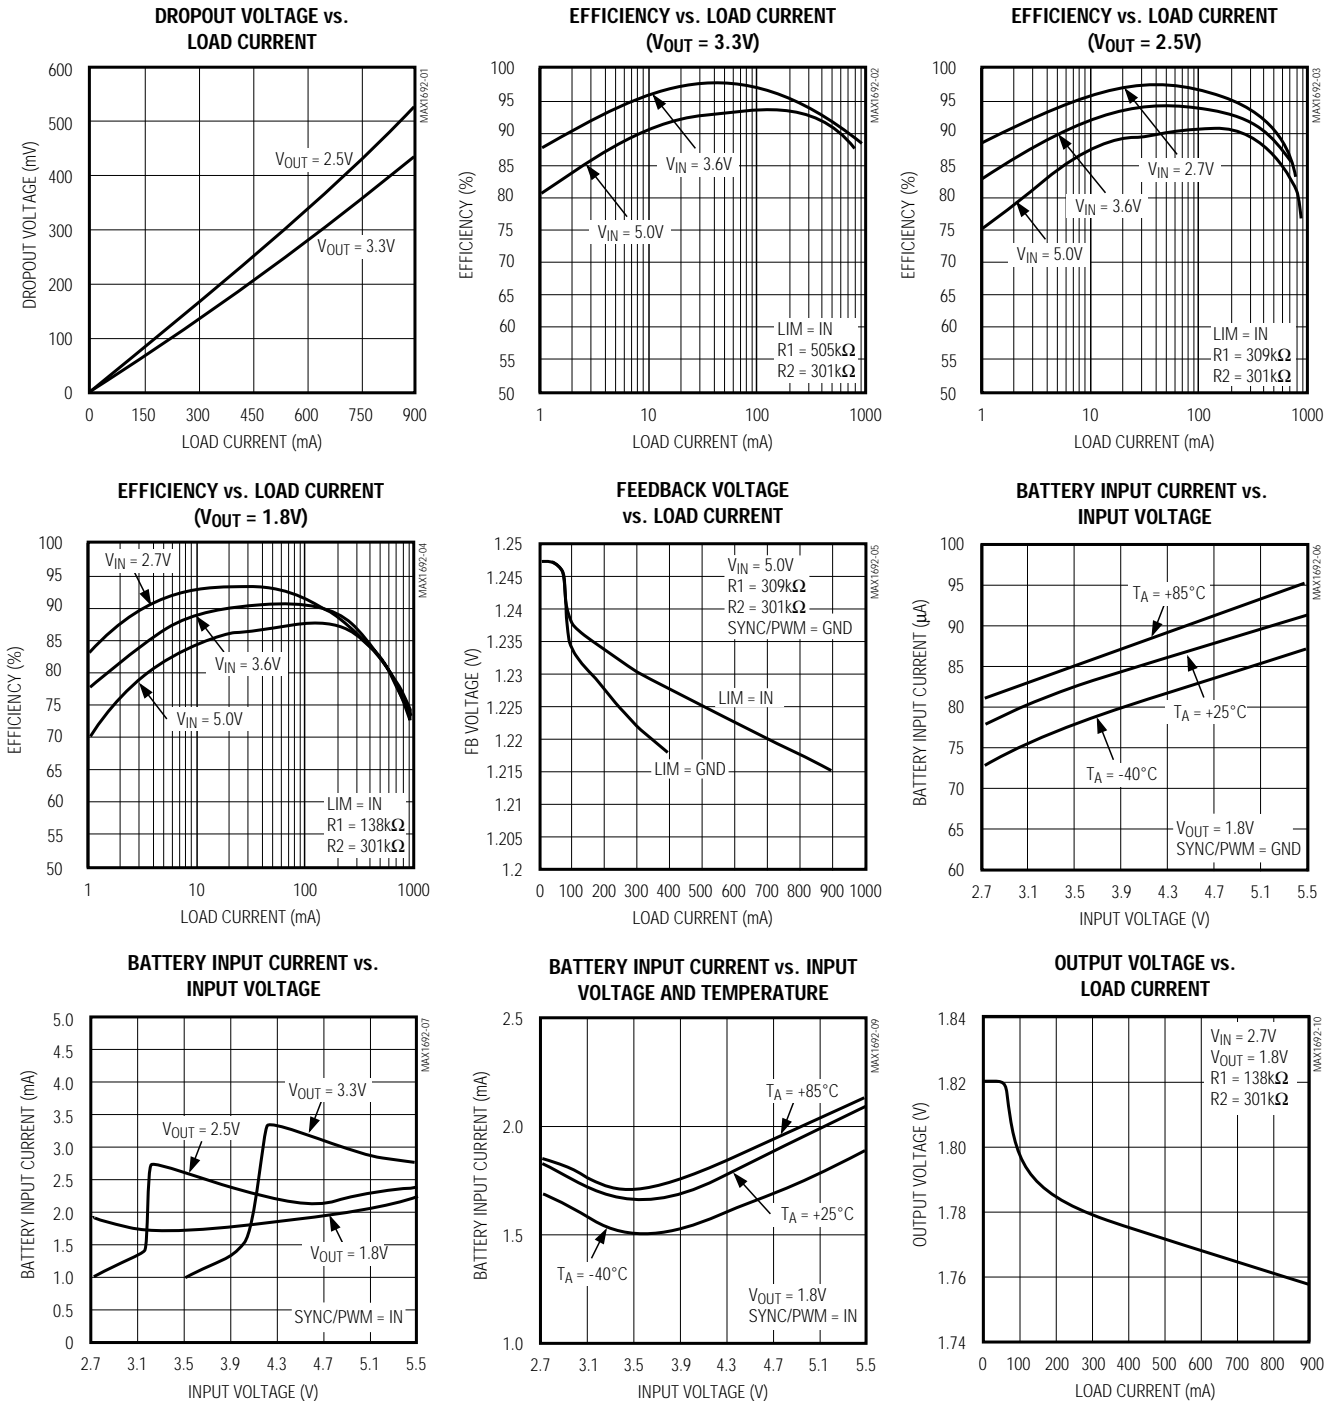 DROPOUT VOLTAGE vs.
LOAD CURRENT
600
500
400
300
200
100
0
DROPOUT VOLTAGE (mV)
VOUT = 2.5V
VOUT = 3.3V
MAX1692-01
0 150 300 450 600 750 900
LOAD CURRENT (mA)
EFFICIENCY vs. LOAD CURRENT
(VOUT = 3.3V)
100
95
90
85
80
75
70
65
60
55
50
EFFICIENCY (%)
VIN = 3.6V
VIN = 5.0V
LIM = IN
R1 = 505kΩ
R2 = 301kΩ
MAX1692-02
1 10 100 1000
LOAD CURRENT (mA)
EFFICIENCY vs. LOAD CURRENT
(VOUT = 2.5V)
100
95
90
85
80
75
70
65
60
55
50
EFFICIENCY (%)
VIN = 2.7V
VIN = 3.6V
VIN = 5.0V
LIM = IN
R1 = 309kΩ
R2 = 301kΩ
MAX1692-03
1 10 100 1000
LOAD CURRENT (mA)
EFFICIENCY vs. LOAD CURRENT
(VOUT = 1.8V)
100
95
90
85
80
75
70
65
60
55
50
EFFICIENCY (%)
VIN = 2.7V
VIN = 3.6V
VIN = 5.0V
LIM = IN
R1 = 138kΩ
R2 = 301kΩ
MAX1692-04
1 10 100 1000
LOAD CURRENT (mA)
FEEDBACK VOLTAGE
vs. LOAD CURRENT
1.25
1.245
1.24
1.235
1.23
1.225
1.22
1.215
1.21
1.205
1.2
FB VOLTAGE (V)
VIN = 5.0V
R1 = 309kΩ
R2 = 301kΩ
SYNC/PWM = GND
LIM = IN
LIM = GND
MAX1692-05
0 100 200 300 400 500 600 700 800 900 1000
LOAD CURRENT (mA)
BATTERY INPUT CURRENT vs.
INPUT VOLTAGE
100
95
90
85
80
75
70
65
60
BATTERY INPUT CURRENT (µA)
TA = +85°C
TA = +25°C
TA = -40°C
VOUT = 1.8V
SYNC/PWM = GND
MAX1692-06
2.7 3.1 3.5 3.9 4.3 4.7 5.1 5.5
INPUT VOLTAGE (V)
BATTERY INPUT CURRENT vs.
INPUT VOLTAGE
5.0
4.5
4.0
3.5
3.0
2.5
2.0
1.5
1.0
0.5
0
BATTERY INPUT CURRENT (mA)
VOUT = 3.3V
VOUT = 2.5V
VOUT = 1.8V
SYNC/PWM = IN
MAX1692-07
2.7 3.1 3.5 3.9 4.3 4.7 5.1 5.5
INPUT VOLTAGE (V)
BATTERY INPUT CURRENT vs. INPUT
VOLTAGE AND TEMPERATURE
2.5
2.0
1.5
1.0
BATTERY INPUT CURRENT (mA)
TA = +85°C
TA = +25°C
TA = -40°C
VOUT = 1.8V
SYNC/PWM = IN
MAX1692-09
2.7 3.1 3.5 3.9 4.3 4.7 5.1 5.5
INPUT VOLTAGE (V)
OUTPUT VOLTAGE vs.
LOAD CURRENT
1.84
1.82
1.80
1.78
1.76
1.74
OUTPUT VOLTAGE (V)
VIN = 2.7V
VOUT = 1.8V
R1 = 138kΩ
R2 = 301kΩ
MAX1692-10
0 100 200 300 400 500 600 700 800 900
LOAD CURRENT (mA)